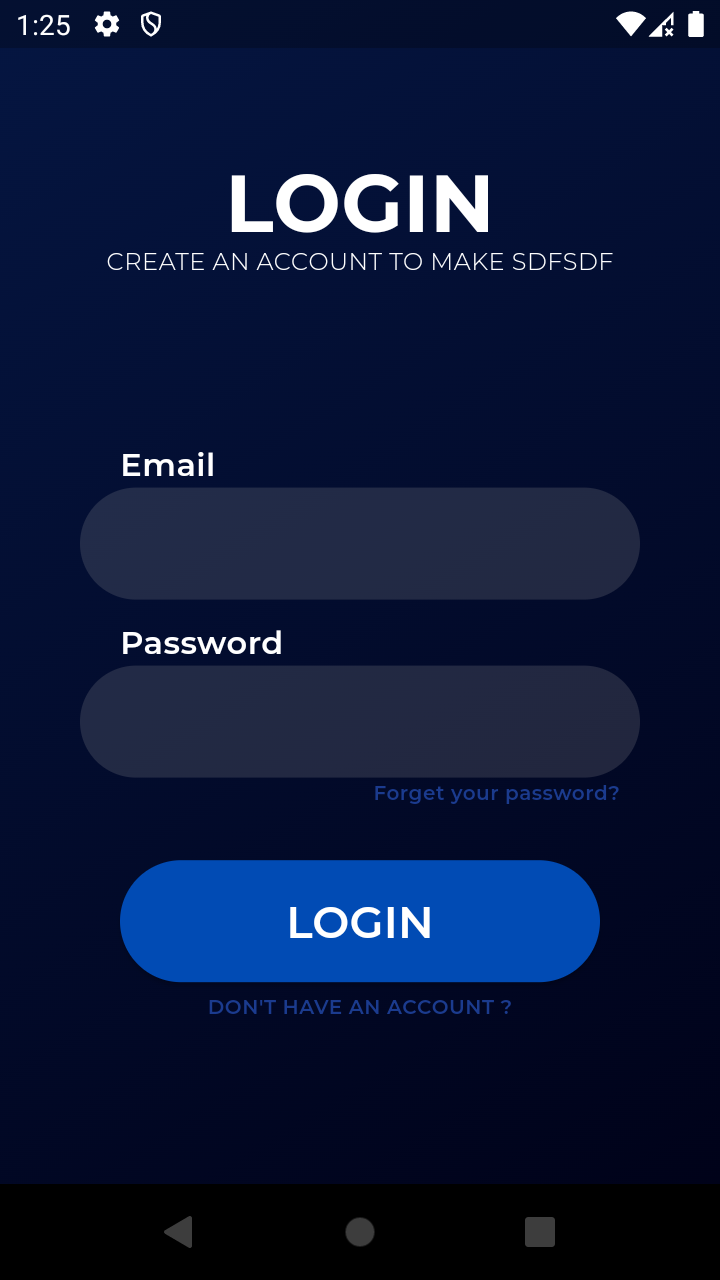 1:25
LOGIN
CREATE AN ACCOUNT TO MAKE SDFSDF
Email
Password
Forget your password?
LOGIN
DON'T HAVE AN ACCOUNT ?